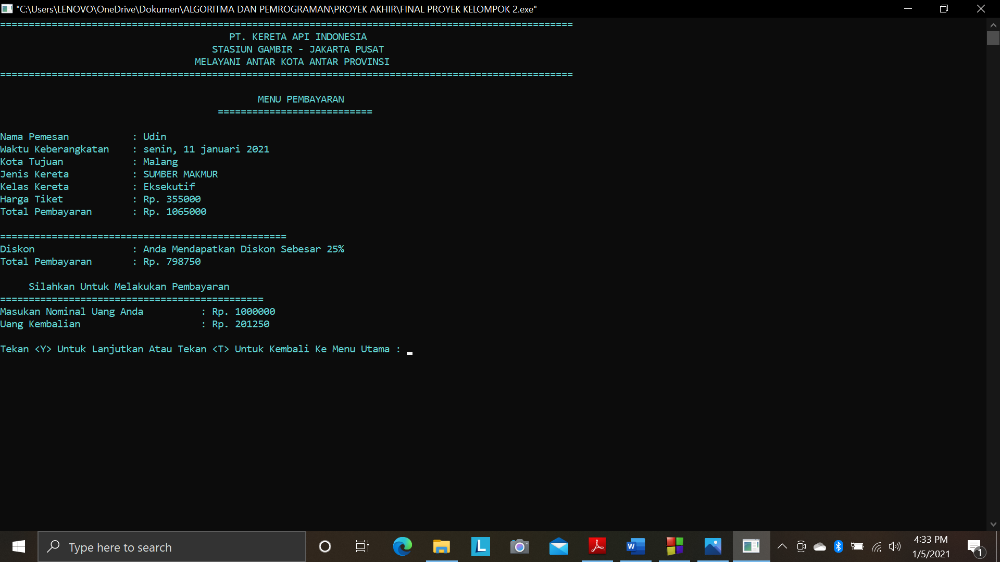 "C:\Users\LENOVO\OneDrive\Dokumen\ALGORITMA DAN PEMROGRAMAN\PROYEK AKHIR\FINAL PROYEK KELOMPOK 2.exe"
====================================================================================================
PT. KERETA API INDONESIA
STASIUN GAMBIR - JAKARTA PUSAT
MELAYANI ANTAR KOTA ANTAR PROVINSI
====================================================================================================
MENU PEMBAYARAN
===========================
Nama Pemesan : Udin
Waktu Keberangkatan : senin, 11 januari 2021
Kota Tujuan : Malang
Jenis Kereta : SUMBER MAKMUR
Kelas Kereta : Eksekutif
Harga Tiket : Rp. 355000
Total Pembayaran : Rp. 1065000
==================================================
Diskon : Anda Mendapatkan Diskon Sebesar 25%
Total Pembayaran : Rp. 798750
Silahkan Untuk Melakukan Pembayaran
==============================================
Masukan Nominal Uang Anda : Rp. 1000000
Uang Kembalian : Rp. 201250
Tekan <Y> Untuk Lanjutkan Atau Tekan <T> Untuk Kembali Ke Menu Utama :
Type here to search
L
W
4:33 PM
1/5/2021
1